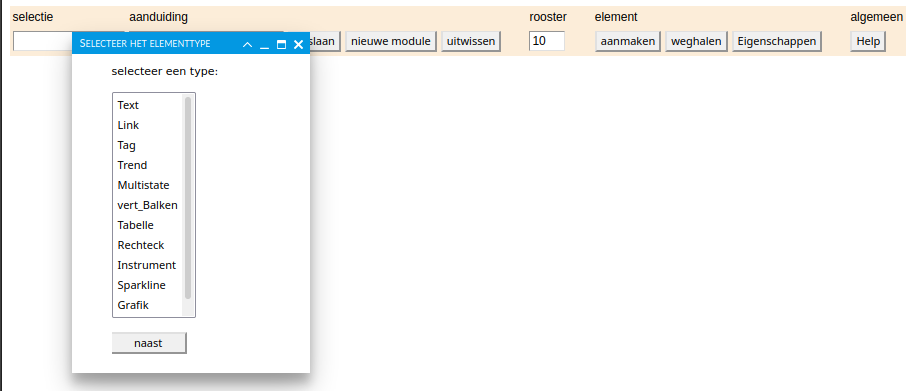 selectie aanduiding rooster element algemeen
slaan nieuwe module uitwissen 10 aanmaken weghalen Eigenschappen Help
SELECTEER HET ELEMENTTYPE
selecteer een type:
Text
Link
Tag
Trend
Multistate
vert_Balken
Tabelle
Rechteck
Instrument
Sparkline
Grafik
naast